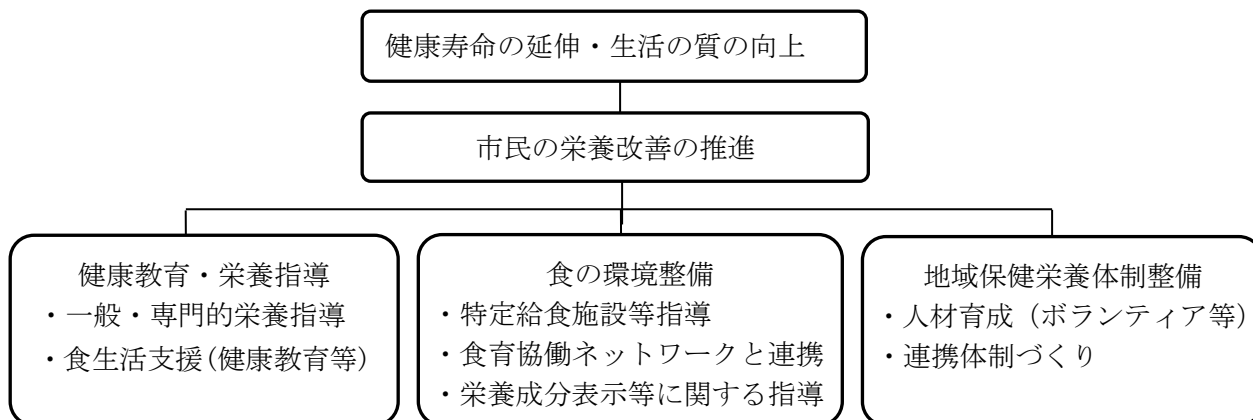 健康寿命の延伸・生活の質の向上
市民の栄養改善の推進
健康教育・栄養指導
・一般・専門的栄養指導
・食生活支援(健康教育等)
食の環境整備
・特定給食施設等指導
・食育協働ネットワークと連携
・栄養成分表示等に関する指導
地域保健栄養体制整備
・人材育成（ボランティア等）
・連携体制づくり